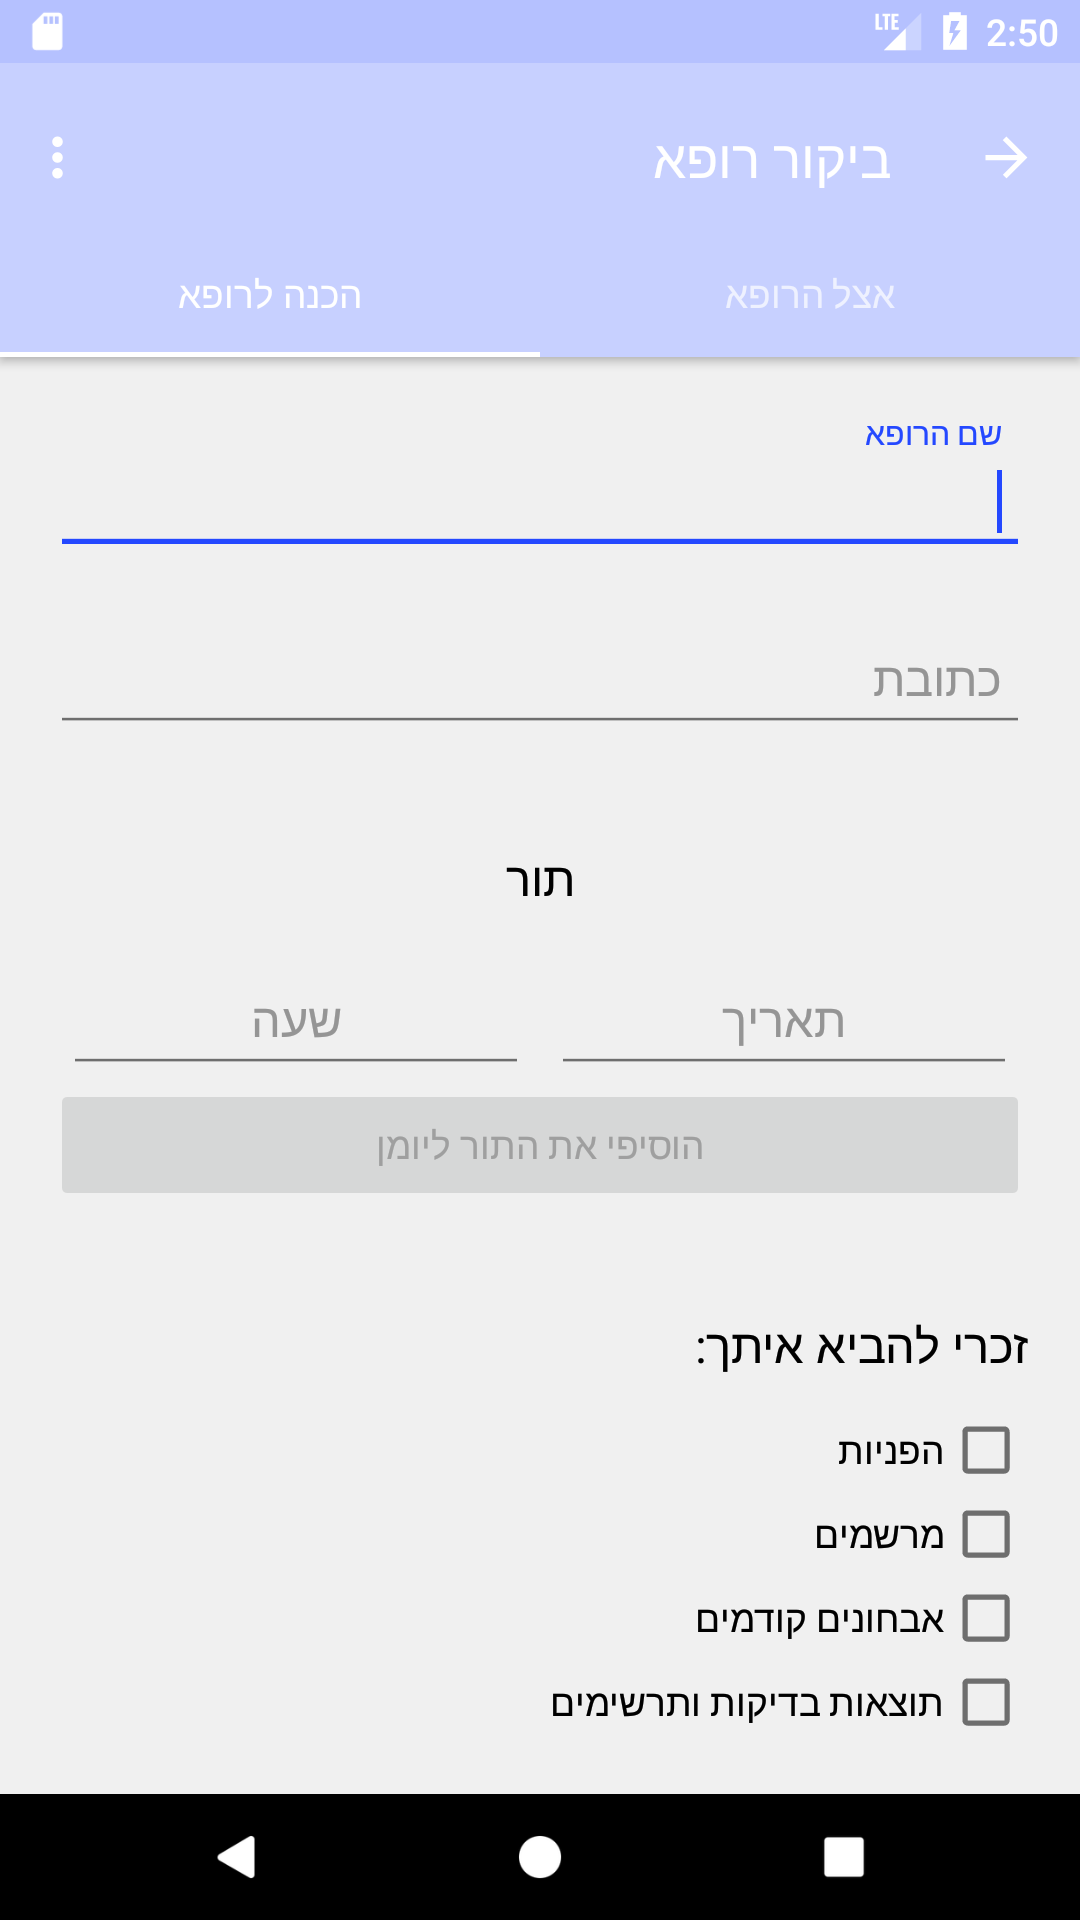 LTE 2:50
ביקור רופא
אצל הרופא
הכנה לרופא
שם הרופא
כתובת
תור
תאריך
שעה
הוסיפי את התור ליומן
זכרי להביא איתך:
הפניות
מרשמים
אבחונים קודמים
תוצאות בדיקות ותרשימים